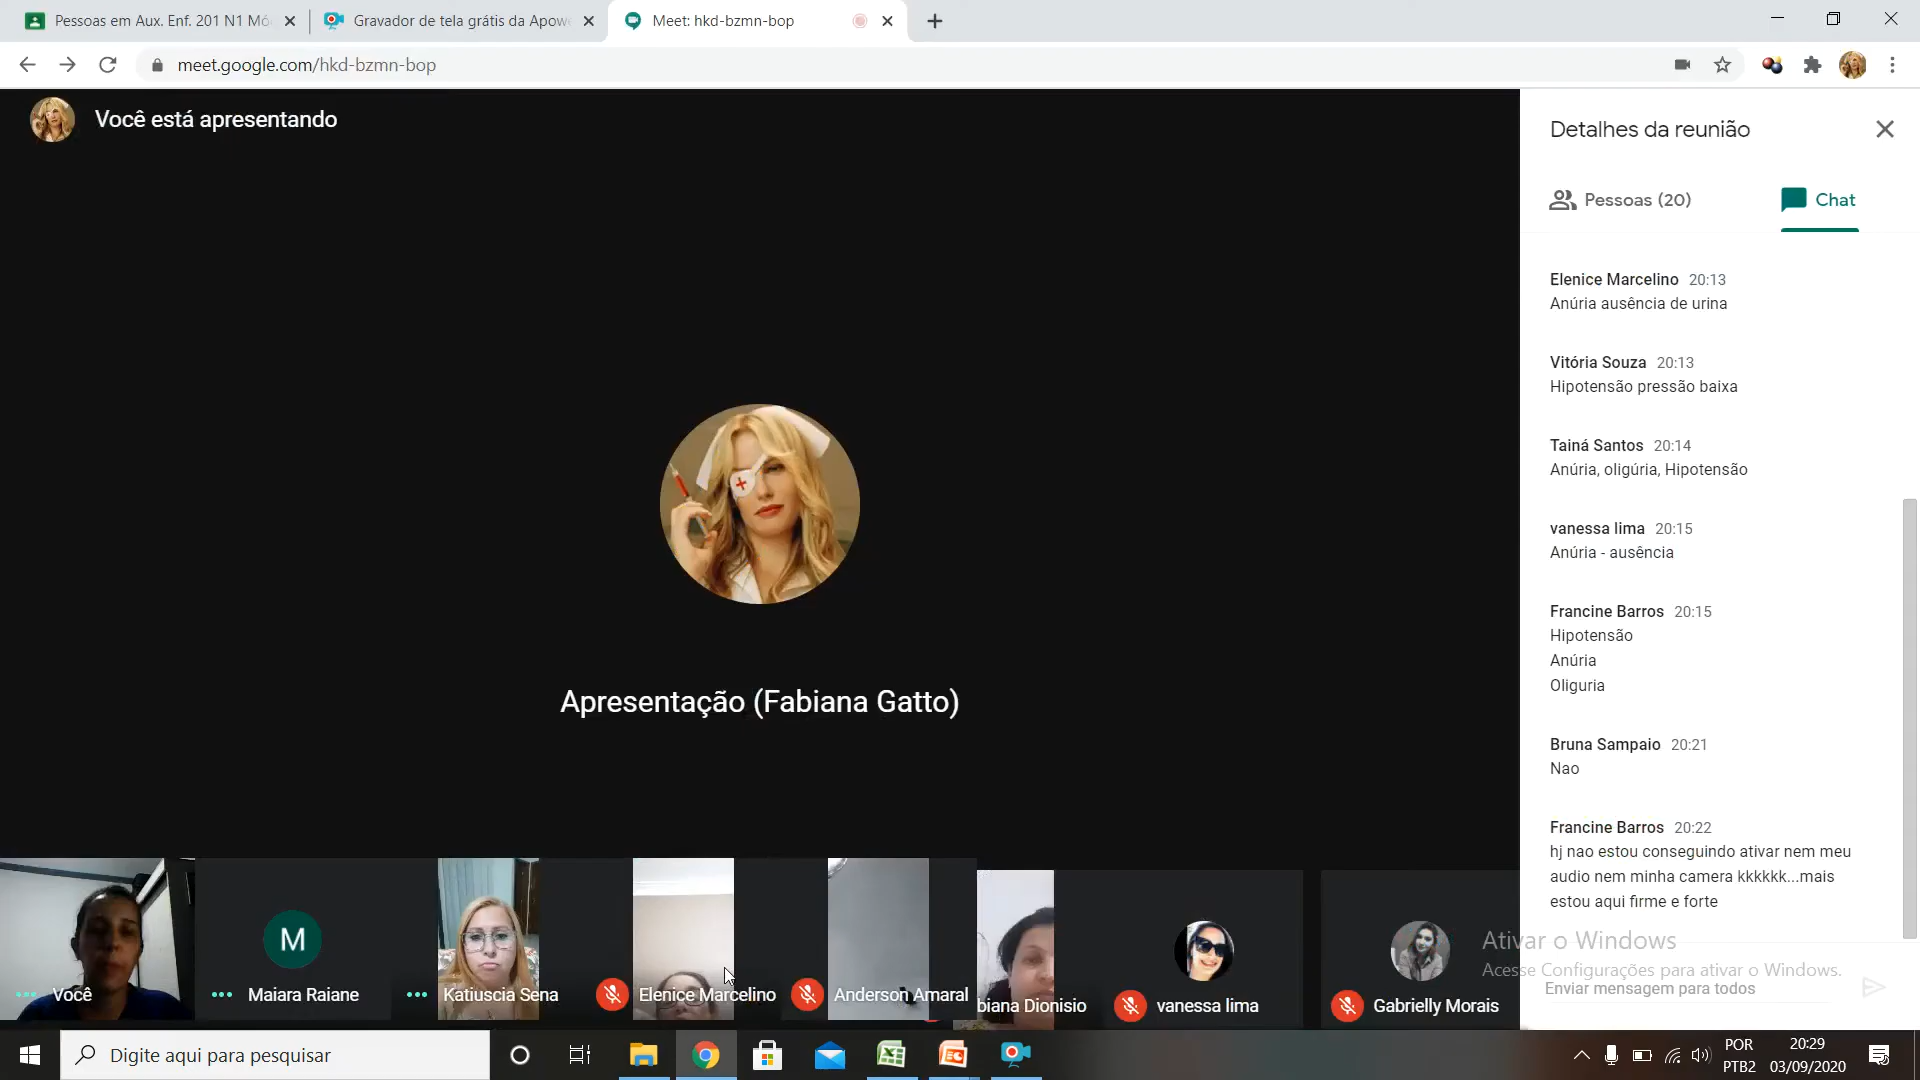 Pessoas em Aux. Enf. 201 N1 Mó
Gravador de tela grátis da Apowe
Meet: hkd-bzmn-bop
meet.google.com/hkd-bzmn-bop
Você está apresentando
Apresentação (Fabiana Gatto)
Detalhes da reunião
Pessoas (20)
Chat
Elenice Marcelino 20:13
Anúria ausência de urina
Vitória Souza 20:13
Hipotensão pressão baixa
Tainá Santos 20:14
Anúria, oligúria, Hipotensão
vanessa lima 20:15
Anúria - ausência
Francine Barros 20:15
Hipotensão
Anúria
Oliguria
Bruna Sampaio 20:21
Nao
Francine Barros 20:22
hj nao estou conseguindo ativar nem meu
audio nem minha camera kkkkkk...mais
estou aqui firme e forte
Ativar o Windows
Acesse Configurações para ativar o Windows.
Enviar mensagem para todos
M
Você
Maiara Raiane
Katiuscia Sena
Elenice Marcelino
Anderson Amaral
biana Dionisio
vanessa lima
Gabrielly Morais
Digite aqui para pesquisar
POR
PTB2
20:29
03/09/2020